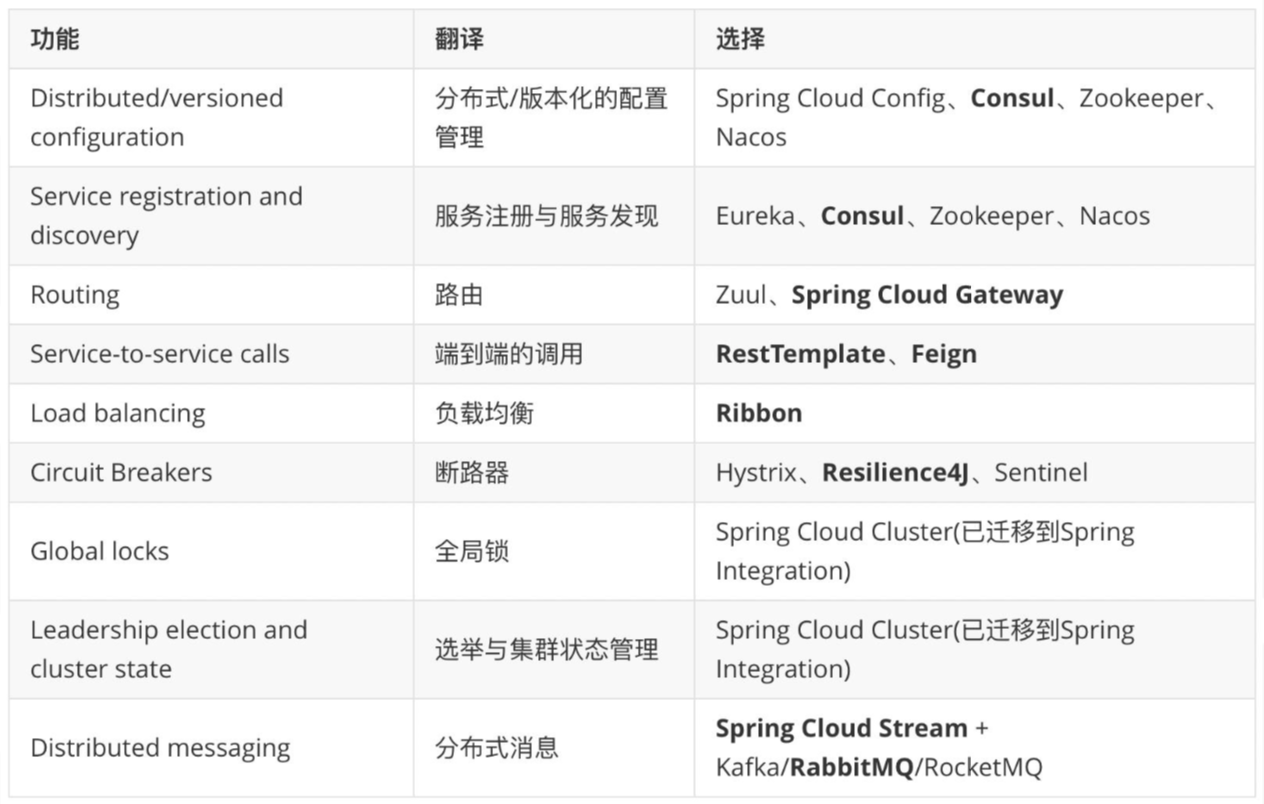 功能 翻译 选择
Distributed/versioned configuration 分布式/版本化的配置管理 Spring Cloud Config、Consul、Zookeeper、Nacos
Service registration and discovery 服务注册与服务发现 Eureka、Consul、Zookeeper、Nacos
Routing 路由 Zuul、Spring Cloud Gateway
Service-to-service calls 端到端的调用 RestTemplate、Feign
Load balancing 负载均衡 Ribbon
Circuit Breakers 断路器 Hystrix、Resilience4J、Sentinel
Global locks 全局锁 Spring Cloud Cluster(已迁移到Spring Integration)
Leadership election and cluster state 选举与集群状态管理 Spring Cloud Cluster(已迁移到Spring Integration)
Distributed messaging 分布式消息 Spring Cloud Stream + Kafka/RabbitMQ/RocketMQ